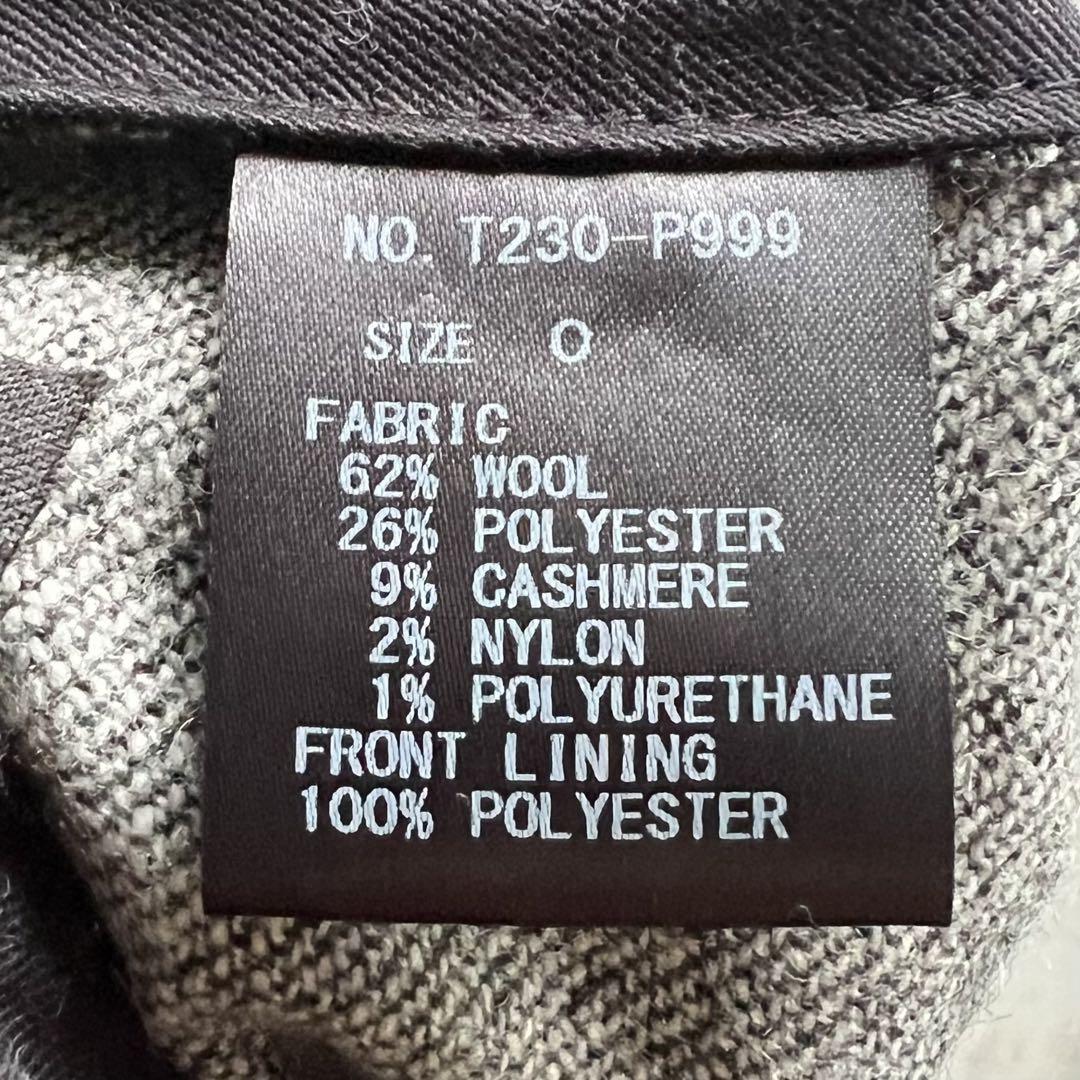 NO. T230-P999
SIZE 0
FABRIC
62% WOOL
26% POLYESTER
9% CASHMERE
2% NYLON
1% POLYURETHANE
FRONT LINING
100% POLYESTER